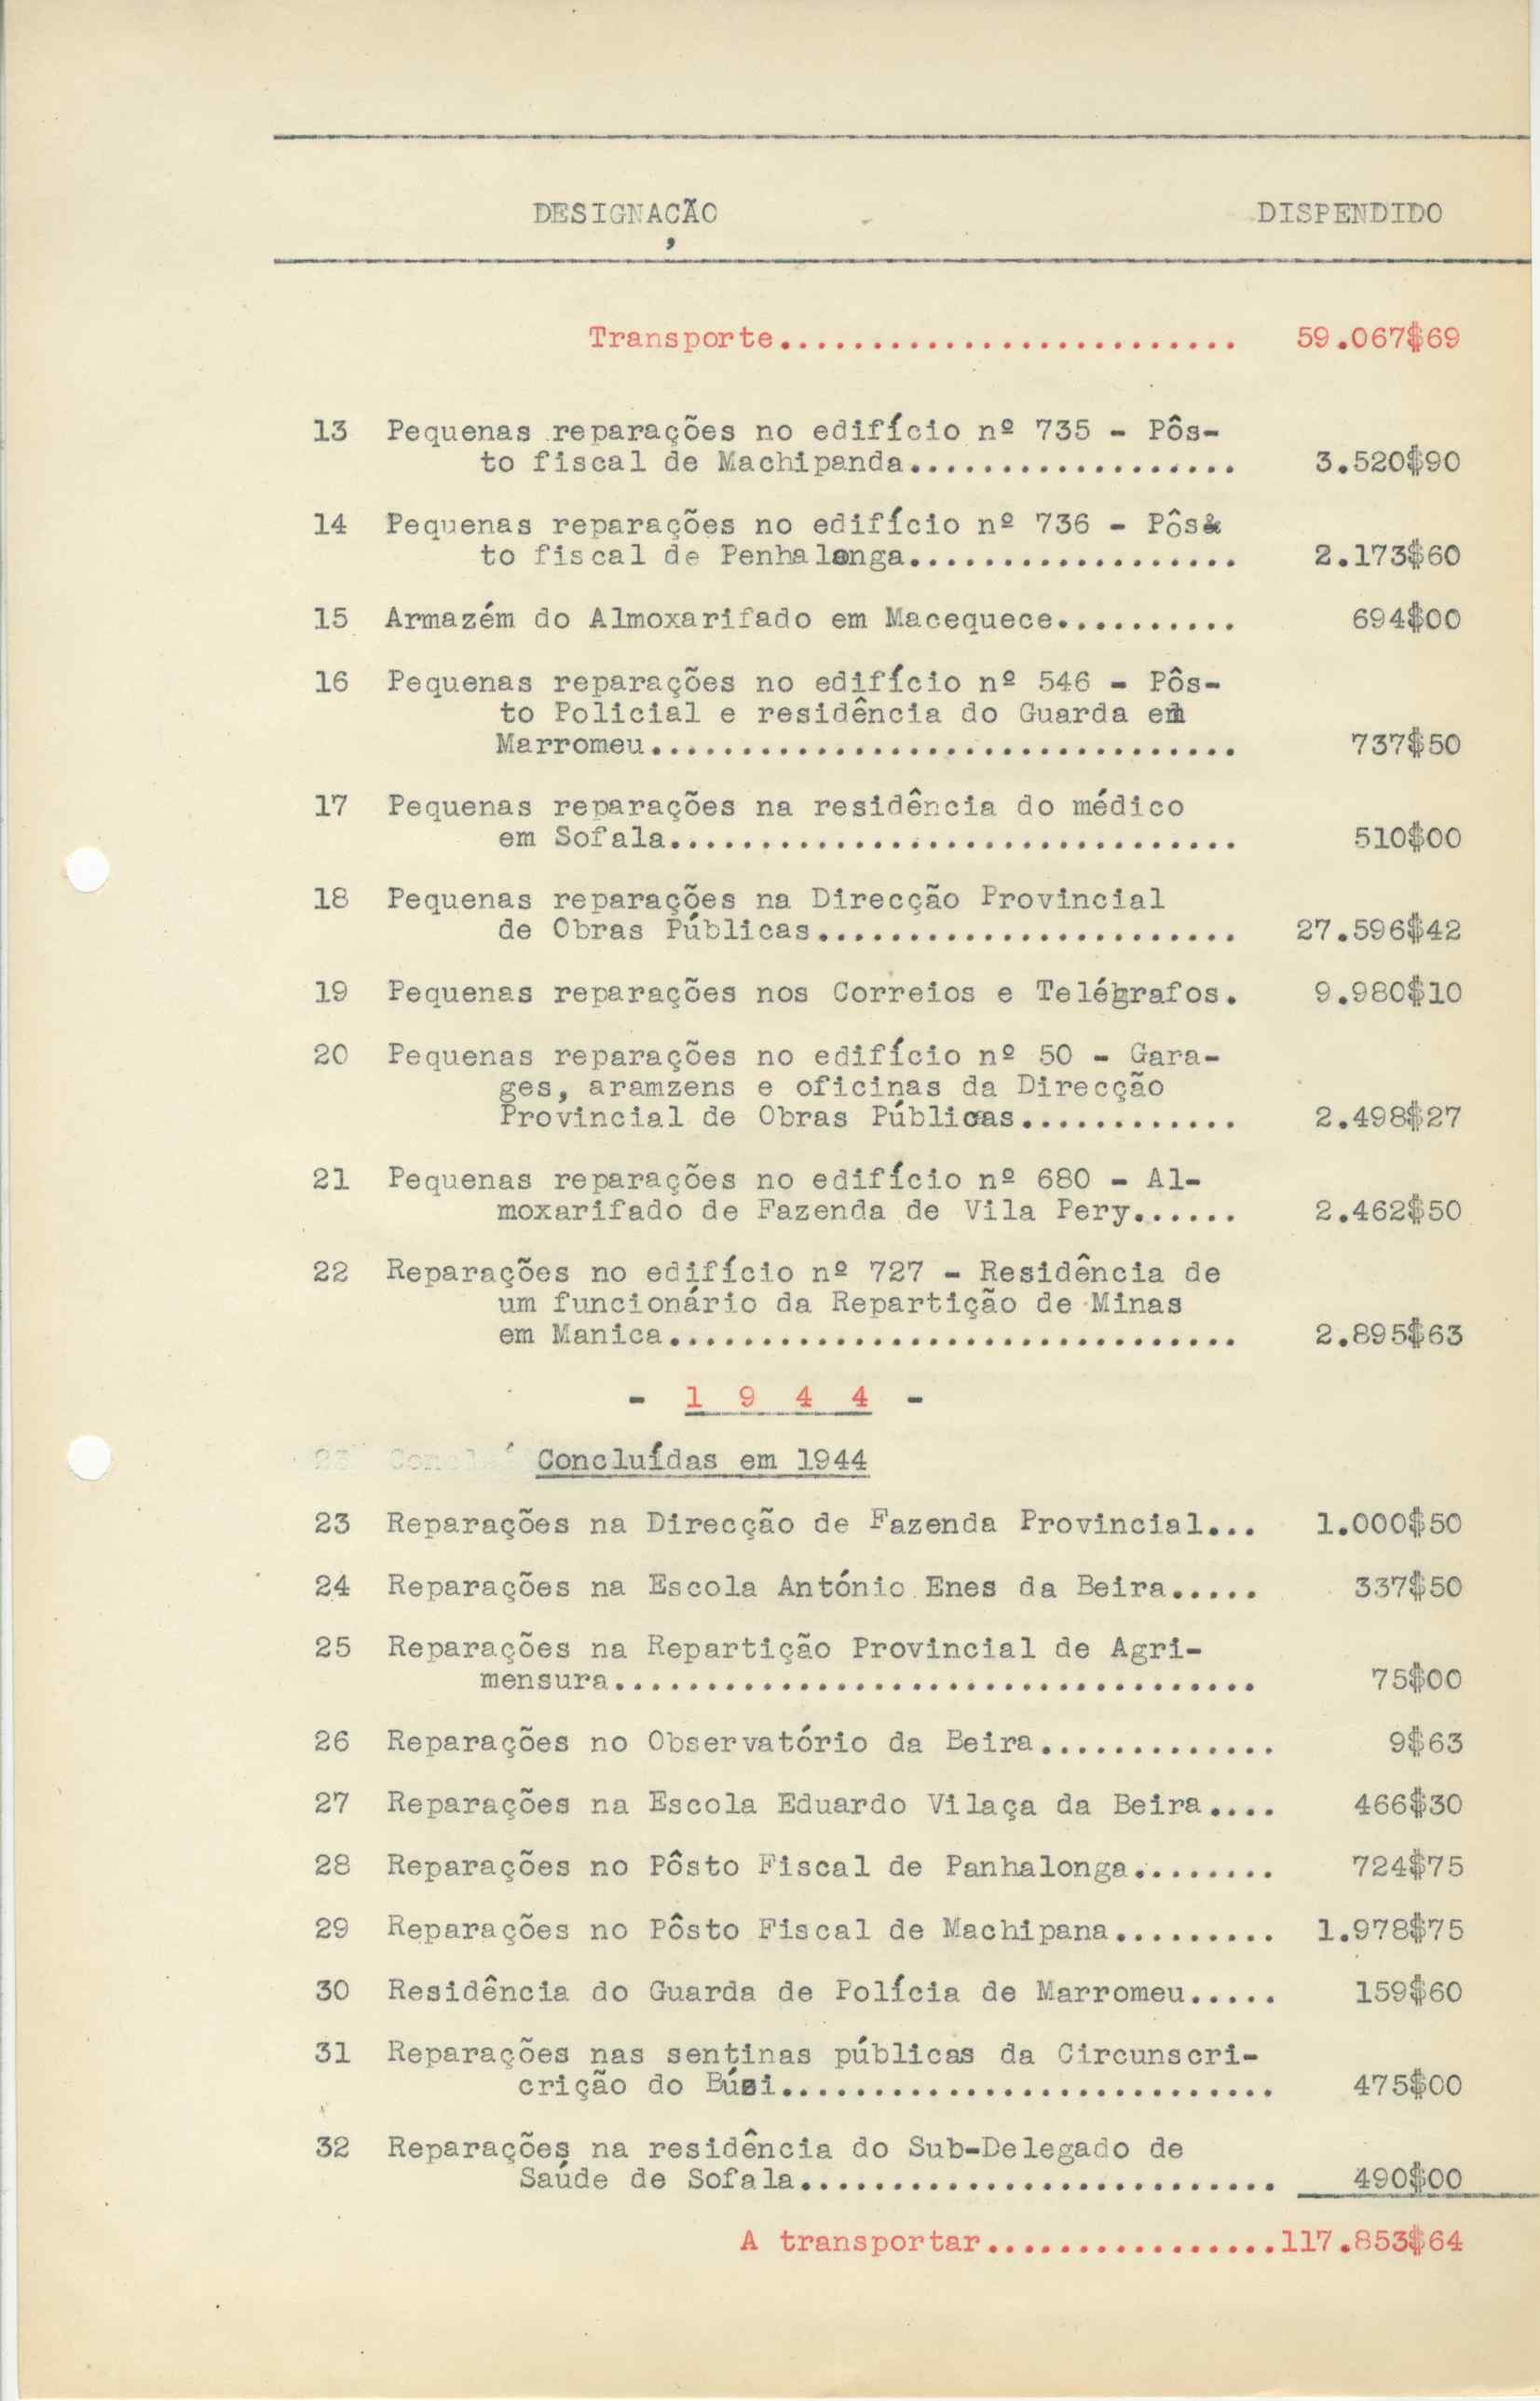 DESIGNAÇÃO DISPENDIDO
Transporte......................... 59.067$69
13 Pequenas reparações no edifício nº 735 - Pôs-
to fiscal de Machipanda.................. 3.520$90
14 Pequenas reparações no edifício nº 736 - Pôs&
to fiscal de Penhalonga.................. 2.173$60
15 Armazém do Almoxarifado em Macequece.......... 694$00
16 Pequenas reparações no edifício nº 546 - Pôs-
to Policial e residência do Guarda em
Marromeu................................ 737$50
17 Pequenas reparações na residência do médico
em Sofala............................... 510$00
18 Pequenas reparações na Direcção Provincial
de Obras Públicas....................... 27.596$42
19 Pequenas reparações nos Correios e Telégrafos. 9.980$10
20 Pequenas reparações no edifício nº 50 - Gara-
ges, aramzens e oficinas da Direcção
Provincial de Obras Públicas............ 2.498$27
21 Pequenas reparações no edifício nº 680 - Al-
moxarifado de Fazenda de Vila Pery...... 2.462$50
22 Reparações no edifício nº 727 - Residência de
um funcionário da Repartição de Minas
em Manica............................... 2.895$63
- 1 9 4 4 -
Concluídas em 1944
23 Reparações na Direcção de Fazenda Provincial... 1.000$50
24 Reparações na Escola António Enes da Beira..... 337$50
25 Reparações na Repartição Provincial de Agri-
mensura................................... 75$00
26 Reparações no Observatório da Beira............. 9$63
27 Reparações na Escola Eduardo Vilaça da Beira.... 466$30
28 Reparações no Pôsto Fiscal de Panhalonga........ 724$75
29 Reparações no Pôsto Fiscal de Machipana......... 1.978$75
30 Residência do Guarda de Polícia de Marromeu..... 159$60
31 Reparações nas sentinas públicas da Circunscri-
crição do Búzi........................... 475$00
32 Reparações na residência do Sub-Delegado de
Saúde de Sofala.......................... 490$00
A transportar................117.853$64